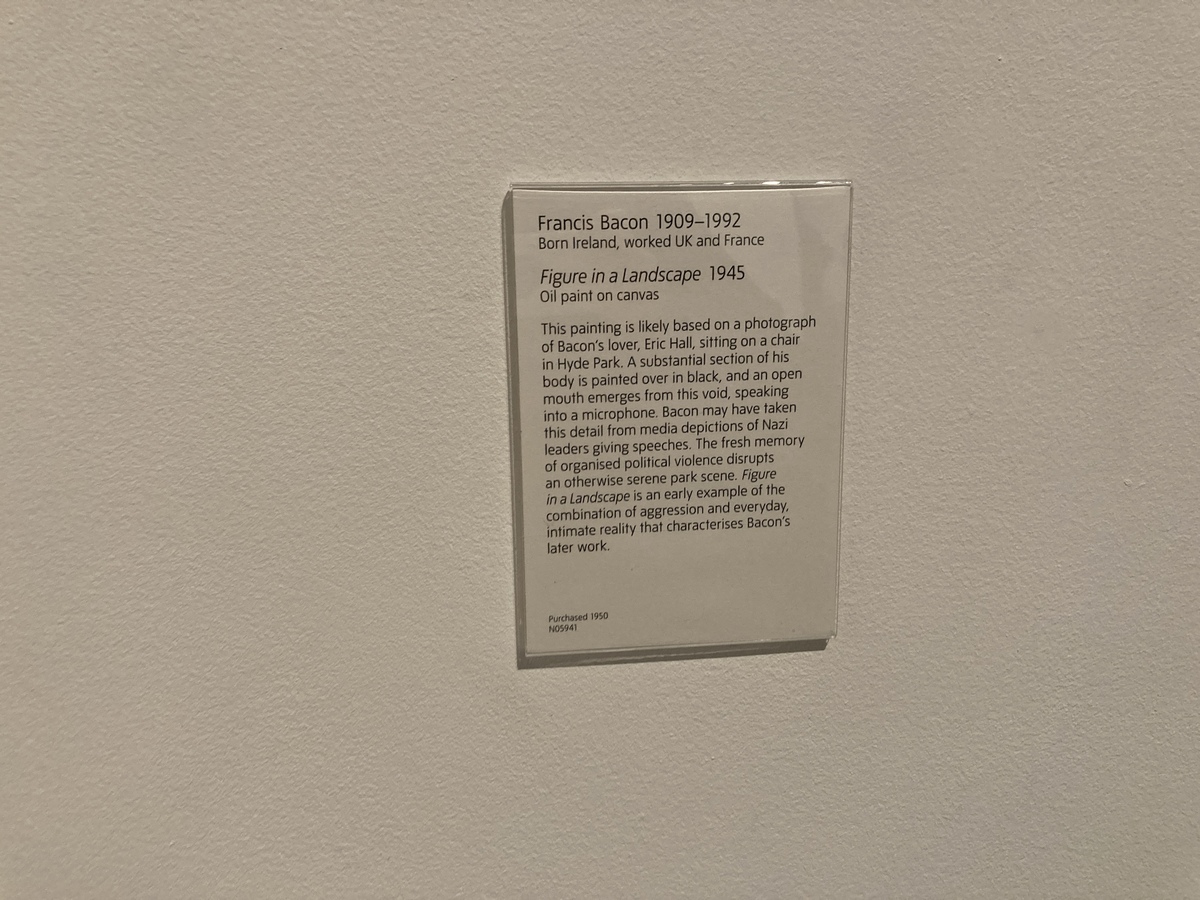 Francis Bacon 1909–1992
Born Ireland, worked UK and France
Figure in a Landscape 1945
Oil paint on canvas
This painting is likely based on a photograph
of Bacon's lover, Eric Hall, sitting on a chair
in Hyde Park. A substantial section of his
body is painted over in black, and an open
mouth emerges from this void, speaking
into a microphone. Bacon may have taken
this detail from media depictions of Nazi
leaders giving speeches. The fresh memory
of organised political violence disrupts
an otherwise serene park scene. Figure
in a Landscape is an early example of the
combination of aggression and everyday,
intimate reality that characterises Bacon's
later work.
Purchased 1950
N05941